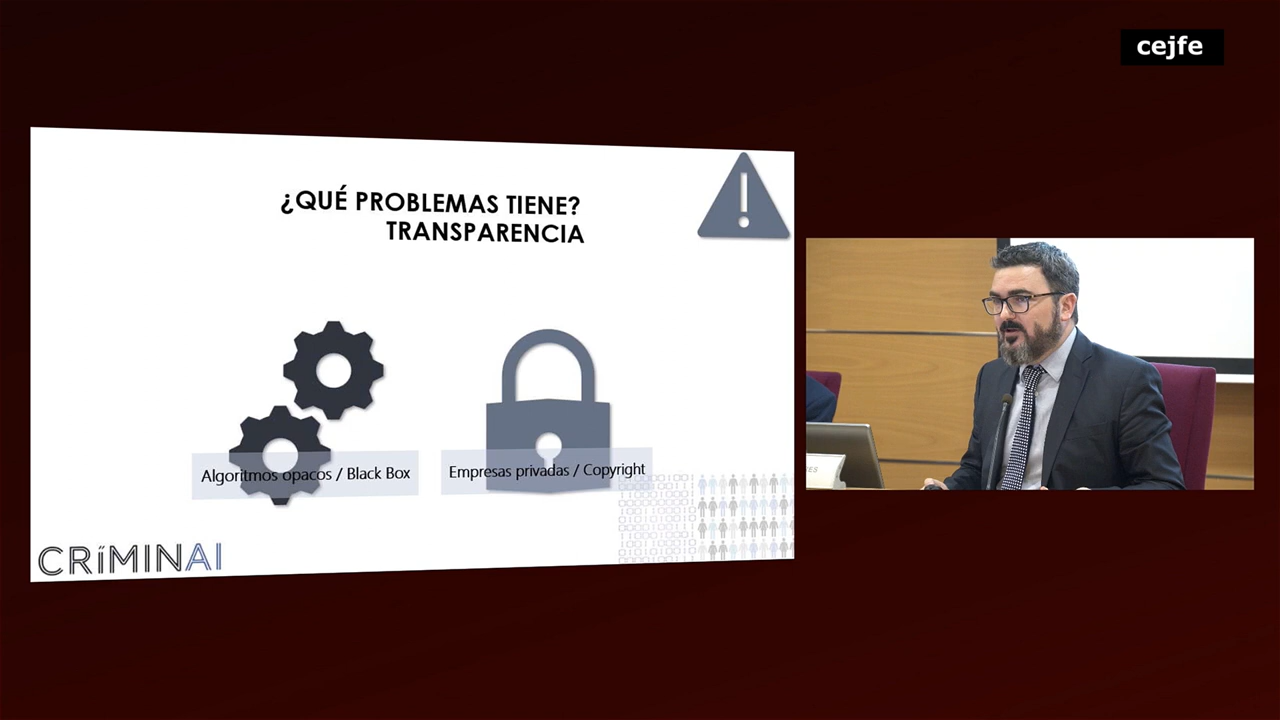 cejfe
¿QUÉ PROBLEMAS TIENE?
TRANSPARENCIA
Algoritmos opacos / Black Box
Empresas privadas / Copyright
CRíMINAI